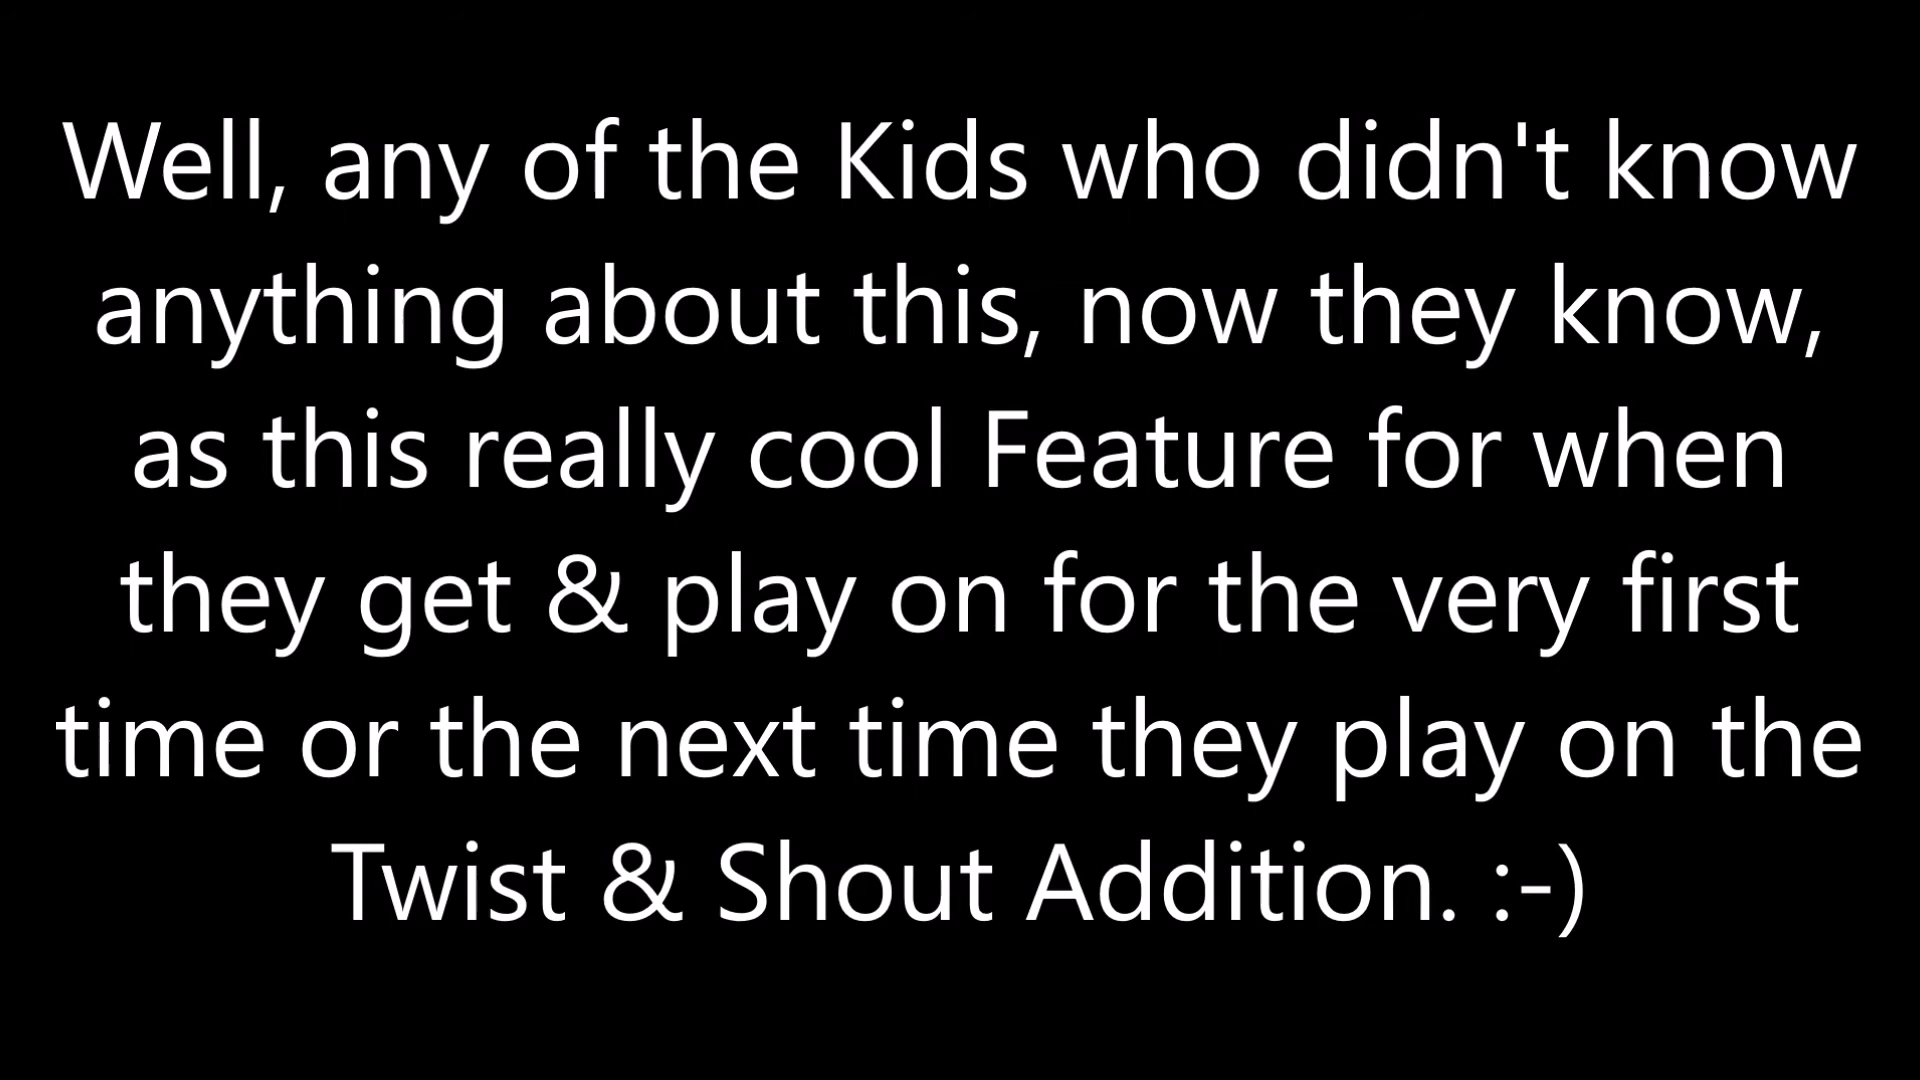 Well, any of the Kids who didn't know
anything about this, now they know,
as this really cool Feature for when
they get & play on for the very first
time or the next time they play on the
Twist & Shout Addition. :-)